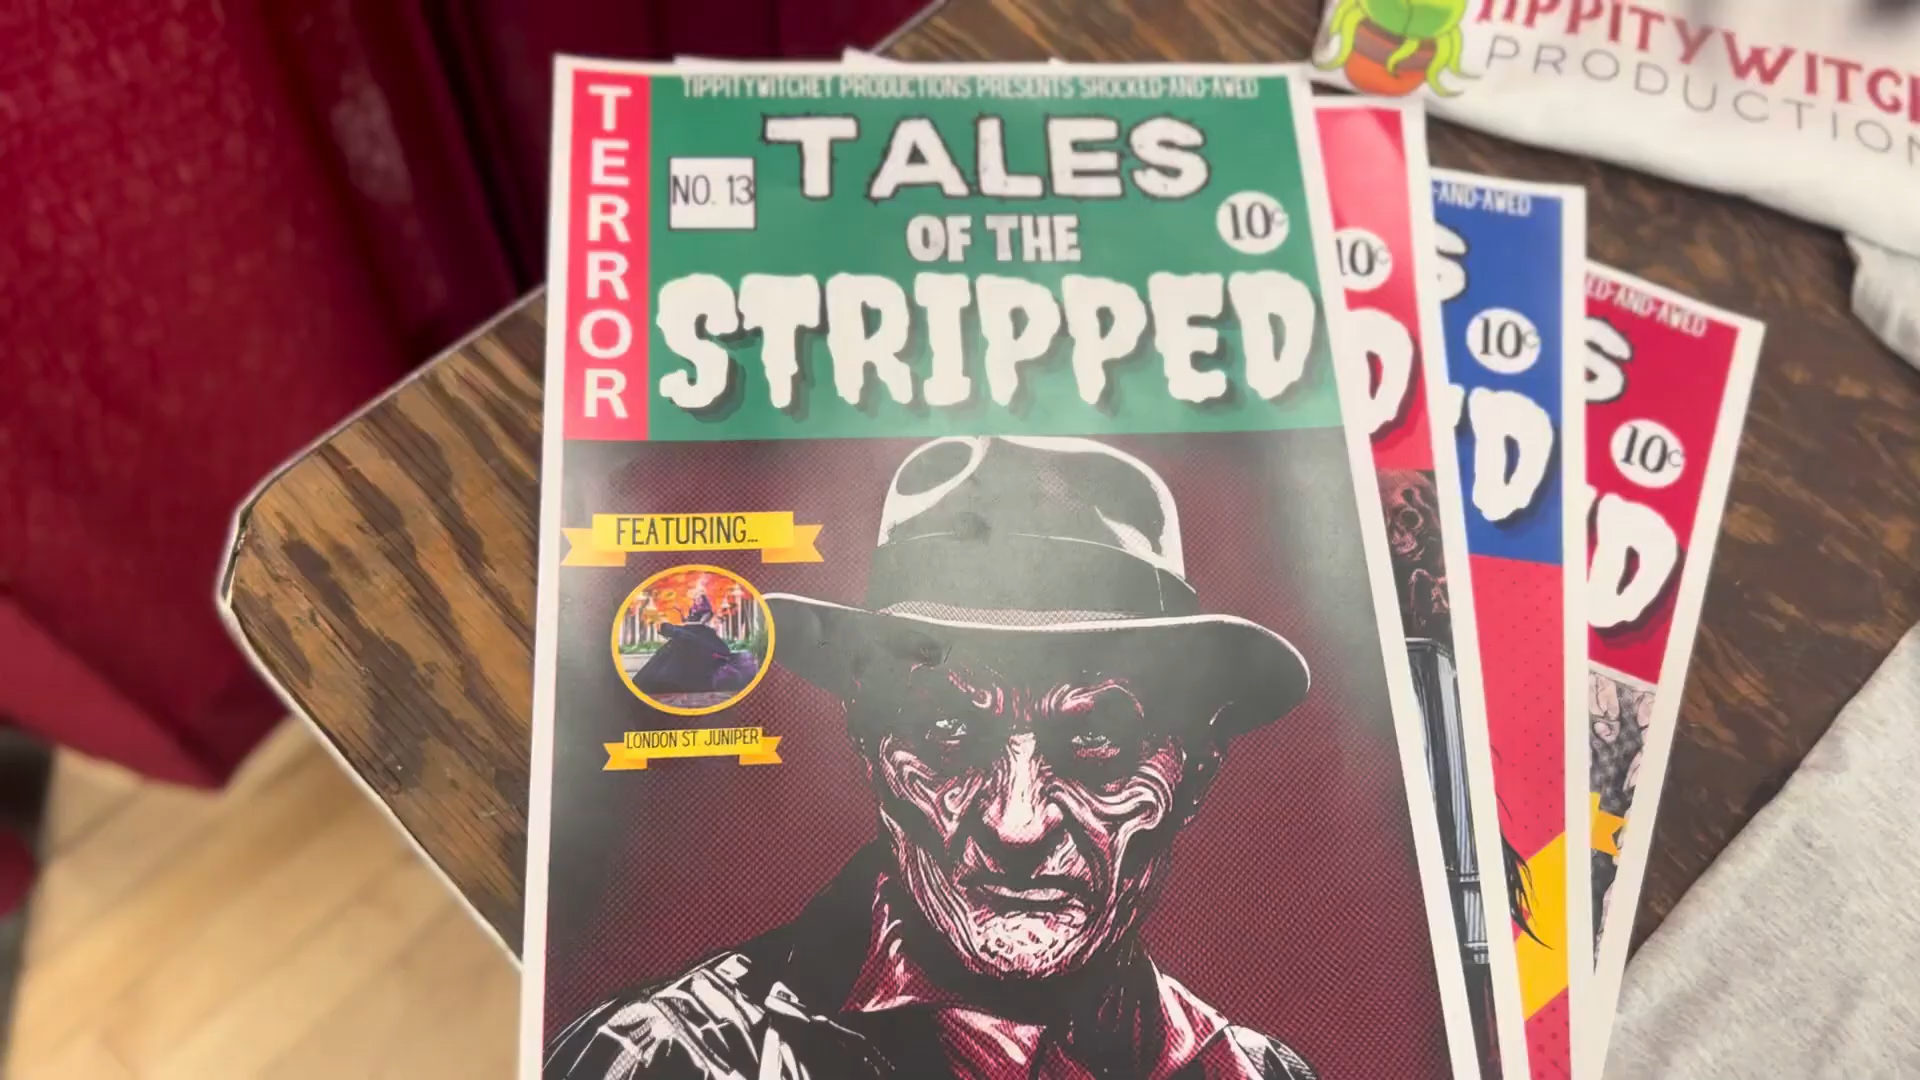 TERROR
TIPPITYWITCHET PRODUCTIONS PRESENTS SHOCKED-AND-AWED
NO. 13
TALES
OF THE
10¢
STRIPPED
FEATURING...
LONDON ST. JUNIPER
10¢
D
-AND-AWED
S
10¢
D
ED-AND-AWED
S
10¢
D
TIPPITYWITCH
PRODUCTION